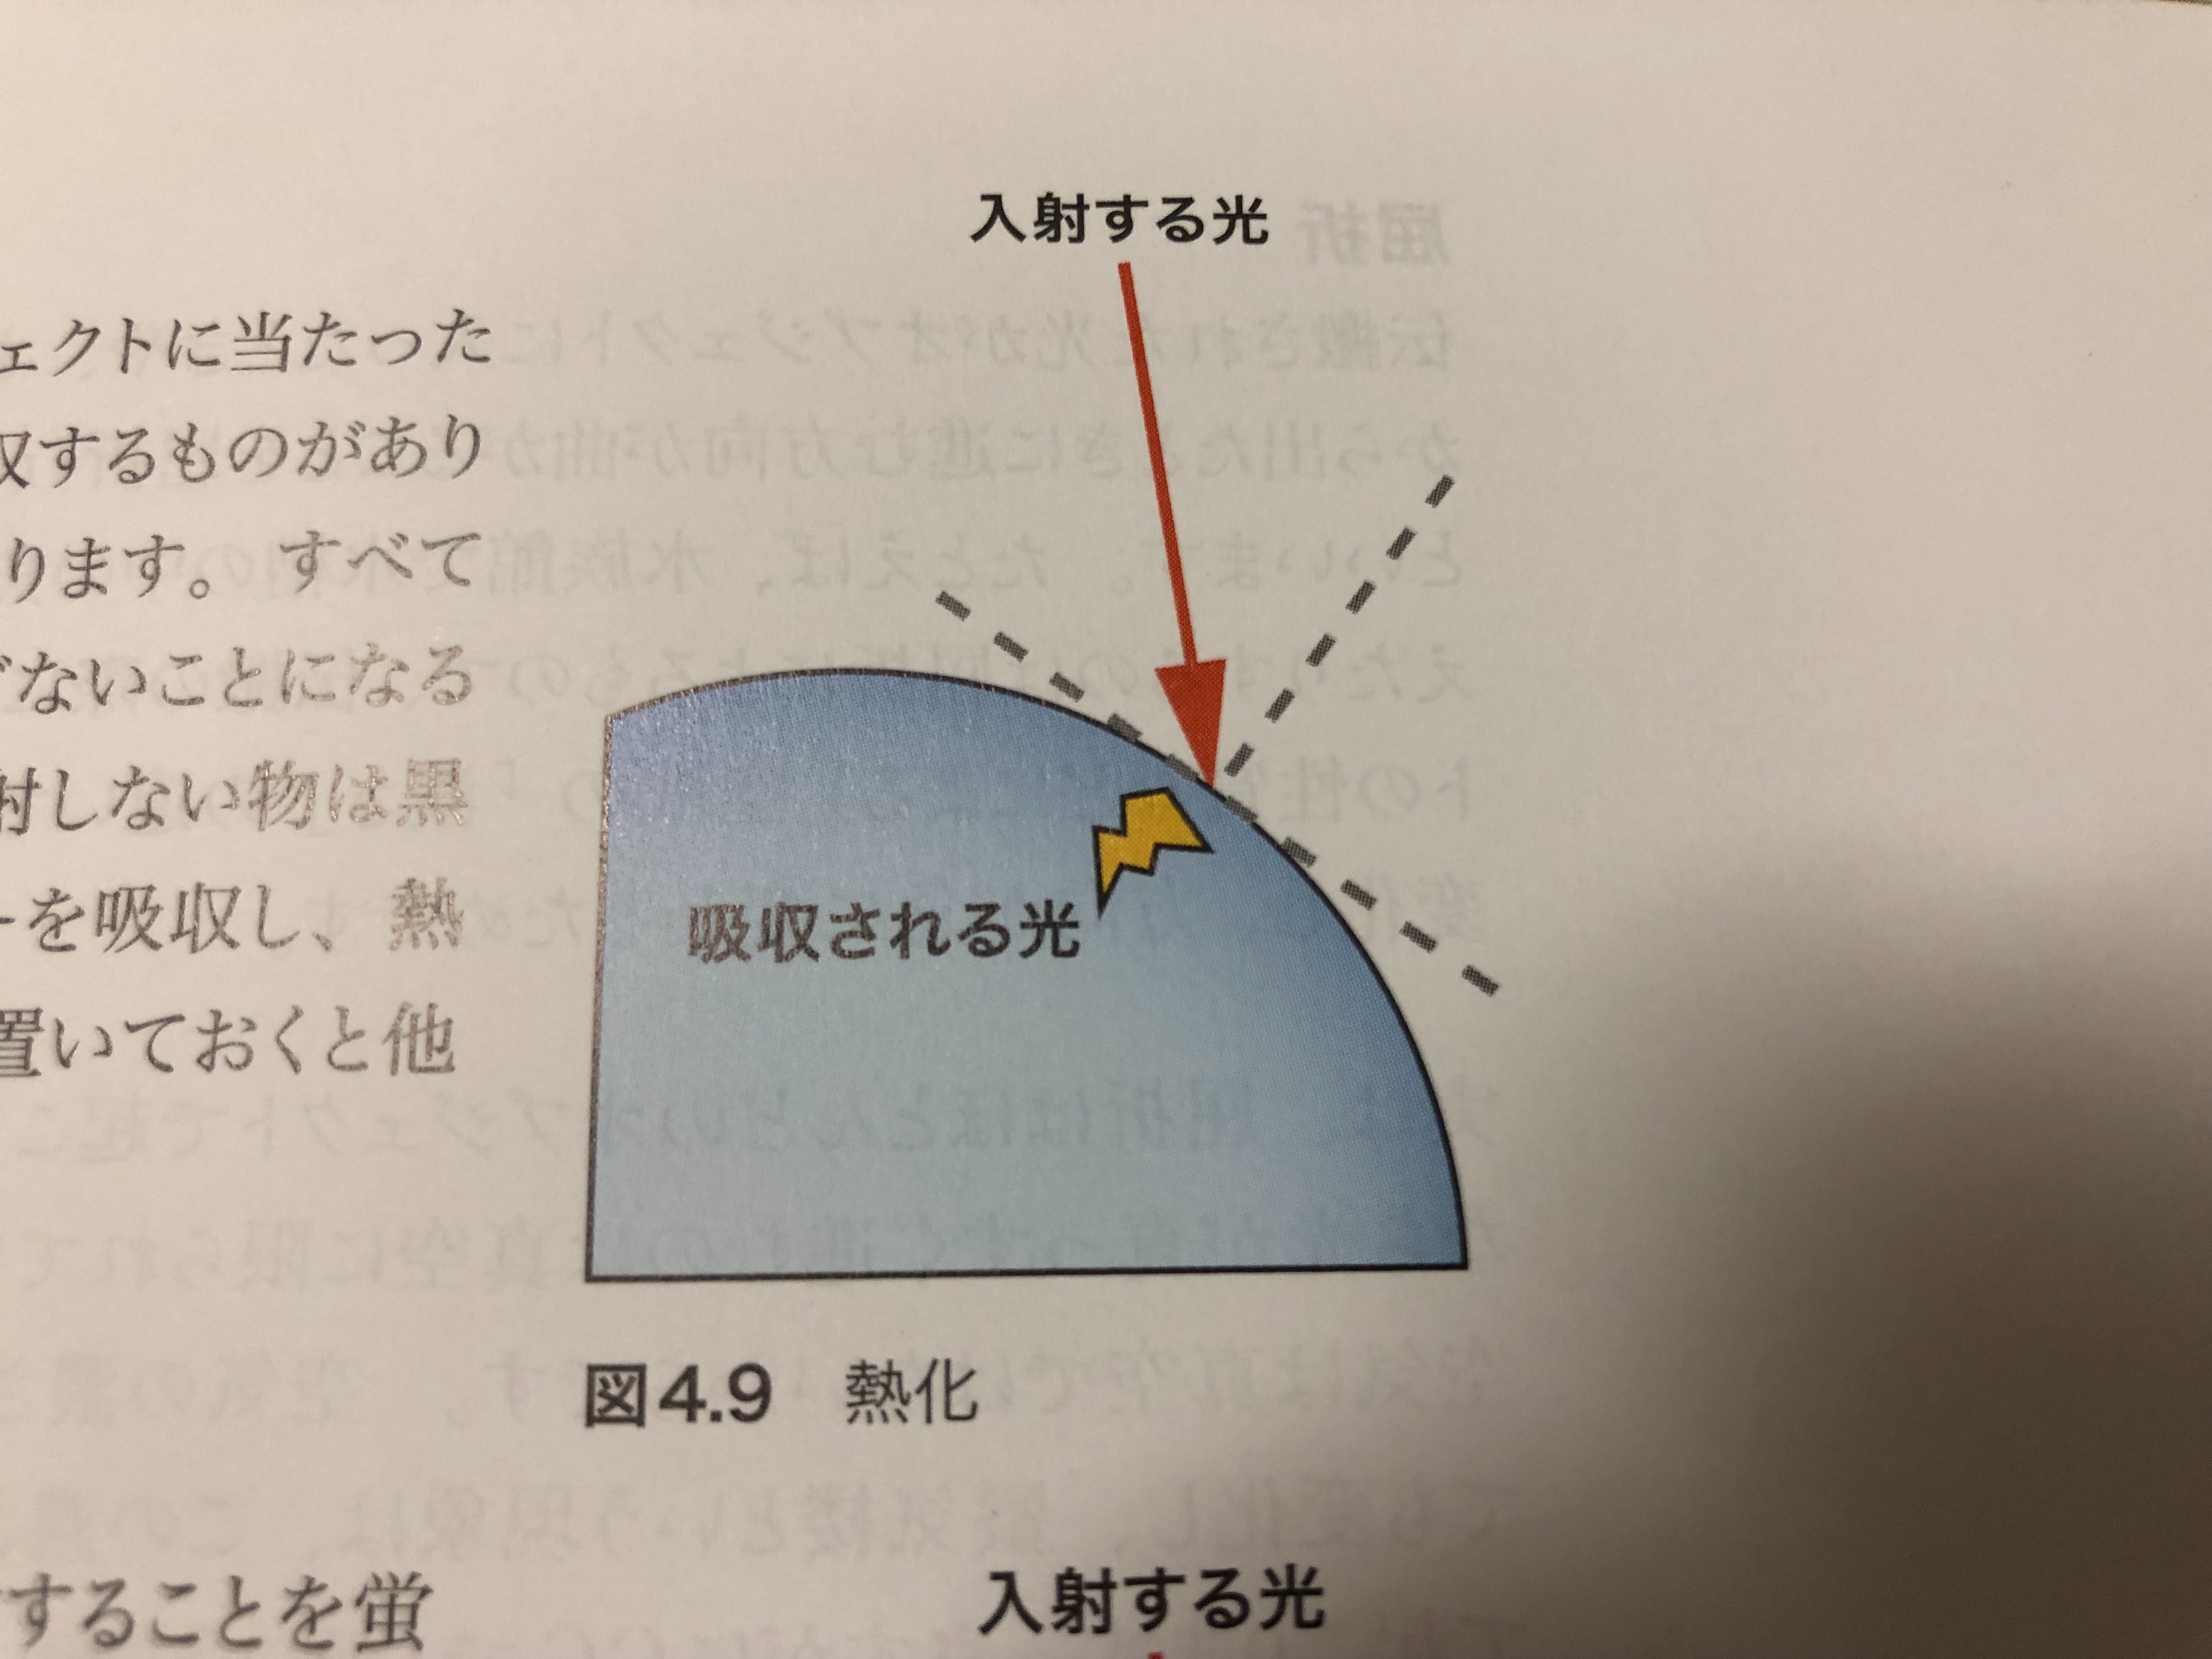 ェクトに当たった
収するものがあり
ります。すべて
ないことになる
射しない物は黒
ーを吸収し、熱
置いておくと他
入射する光
吸収される光
図4.9 熱化
することを蛍
入射する光